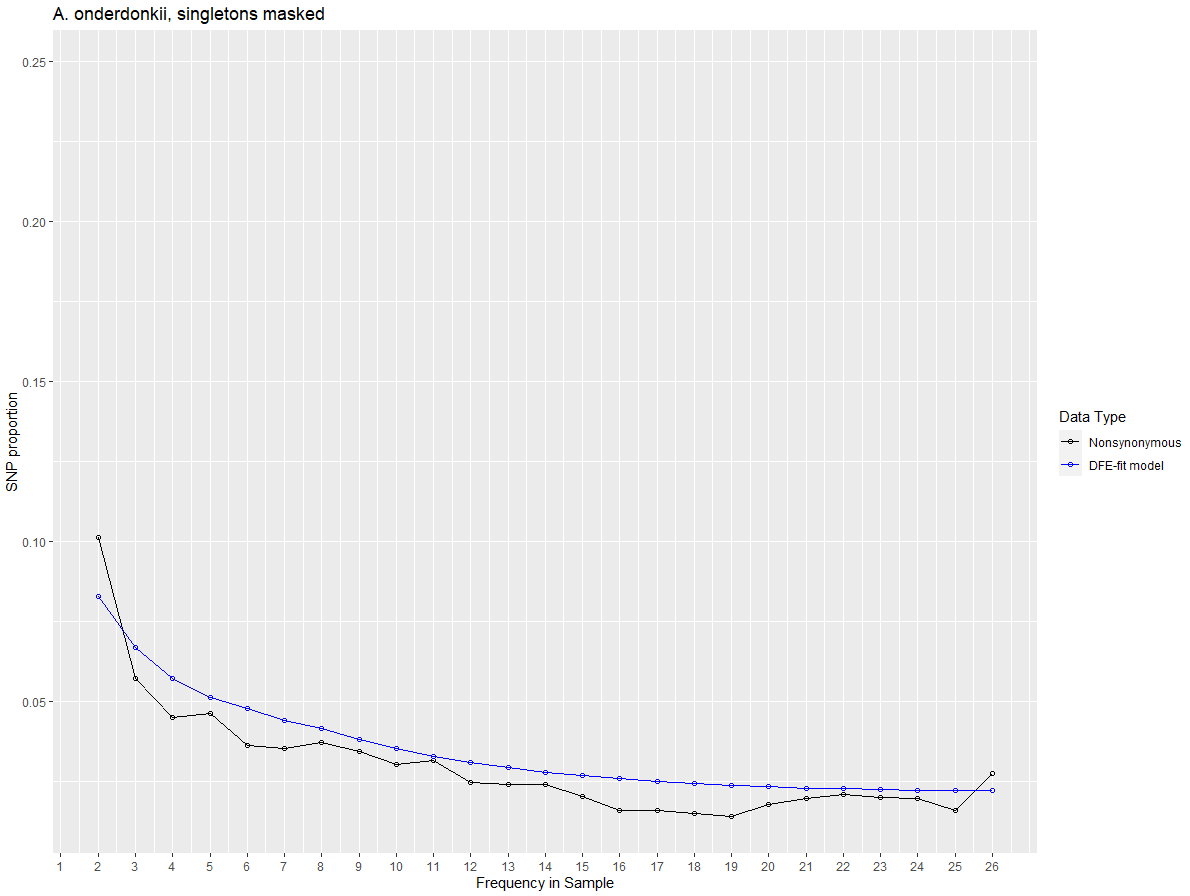 A. onderdonkii, singletons masked
0.25
0.20
0.15
0.10
0.05
SNP proportion
1 2 3 4 5 6 7 8 9 10 11 12 13 14 15 16 17 18 19 20 21 22 23 24 25 26
Frequency in Sample
Data Type
Nonsynonymous
DFE-fit model